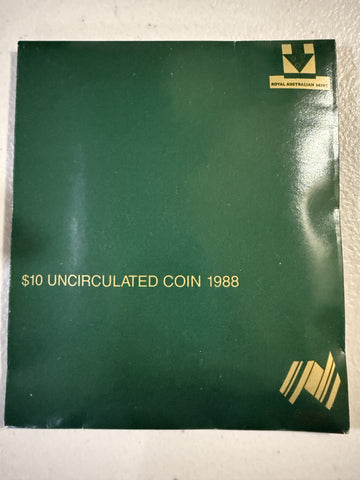 ROYAL AUSTRALIAN MINT
$10 UNCIRCULATED COIN 1988